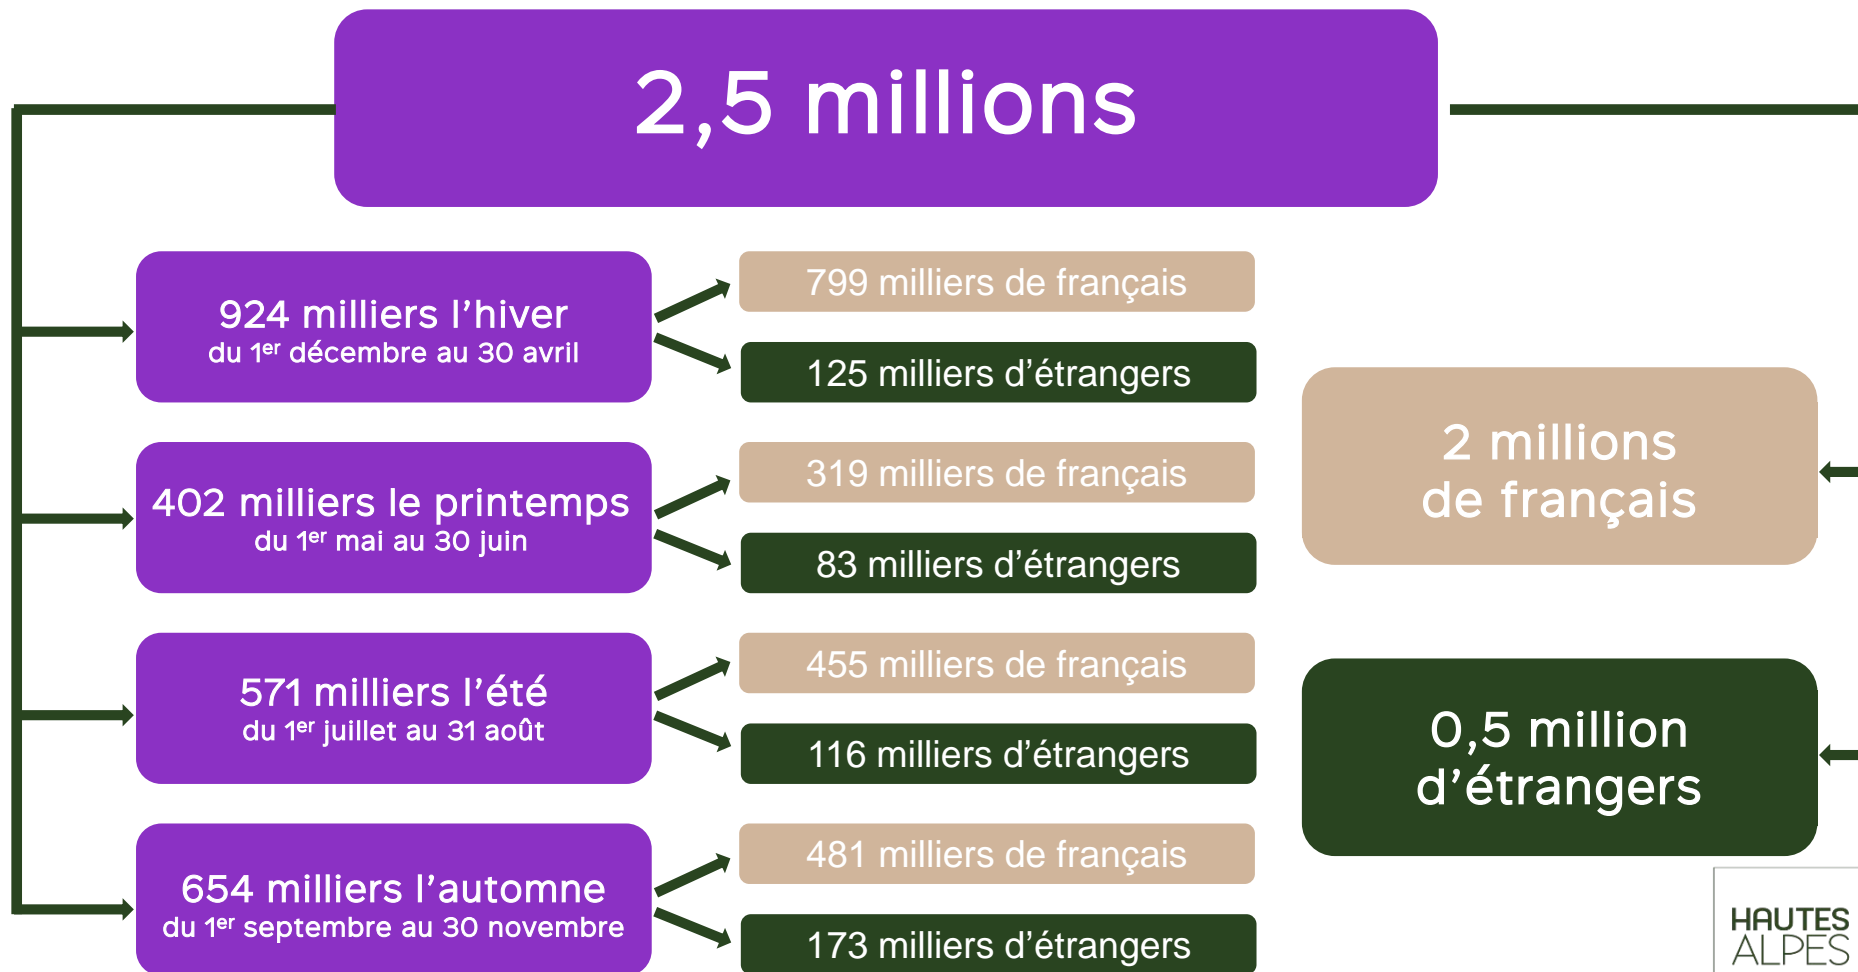 2,5 millions
924 milliers l’hiver
du 1er décembre au 30 avril
799 milliers de français
125 milliers d’étrangers
402 milliers le printemps
du 1er mai au 30 juin
319 milliers de français
83 milliers d’étrangers
571 milliers l’été
du 1er juillet au 31 août
455 milliers de français
116 milliers d’étrangers
654 milliers l’automne
du 1er septembre au 30 novembre
481 milliers de français
173 milliers d’étrangers
2 millions
de français
0,5 million
d’étrangers
HAUTES
ALPES